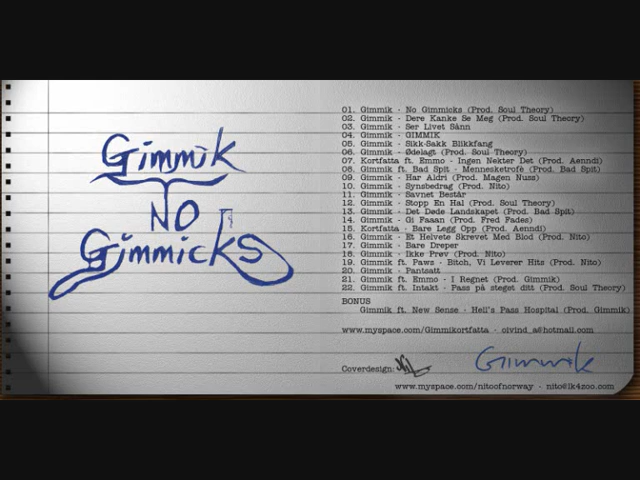 Gimmik
NO
Gimmicks
01. Gimmik - No Gimmicks (Prod. Soul Theory)
02. Gimmik - Dere Kanke Se Meg (Prod. Soul Theory)
03. Gimmik - Ser Livet Sånn
04. Gimmik - GIMMIK
05. Gimmik - Sikk-Sakk Blikkfang
06. Gimmik - Ødelagt (Prod. Soul Theory)
07. Kortfatta ft. Emmo - Ingen Nekter Det (Prod. Aenndi)
08. Gimmik ft. Bad Spit - Mennesketrofè (Prod. Bad Spit)
09. Gimmik - Har Aldri (Prod. Magen Nuss)
10. Gimmik - Synsbedrag (Prod. Nito)
11. Gimmik - Savnet Består
12. Gimmik - Stopp En Hal (Prod. Soul Theory)
13. Gimmik - Det Døde Landskapet (Prod. Bad Spit)
14. Gimmik - Gi Faaan (Prod. Fred Fades)
15. Kortfatta - Bare Legg Opp (Prod. Aenndi)
16. Gimmik - Et Helvete Skrevet Med Blod (Prod. Nito)
17. Gimmik - Bare Dreper
18. Gimmik - Ikke Prøv (Prod. Nito)
19. Gimmik ft. Paws - Bitch, Vi Leverer Hits (Prod. Nito)
20. Gimmik - Pantsatt
21. Gimmik ft. Emmo - I Regnet (Prod. Gimmik)
22. Gimmik ft. Intakt - Pass på steget ditt (Prod. Soul Theory)
BONUS
Gimmik ft. New Sense - Hell's Pass Hospital (Prod. Gimmik)
www.myspace.com/Gimmikortfatta - oivind_a@hotmail.com
Coverdesign:
Gimmik
www.myspace.com/nitoofnorway - nito@lk4zoo.com